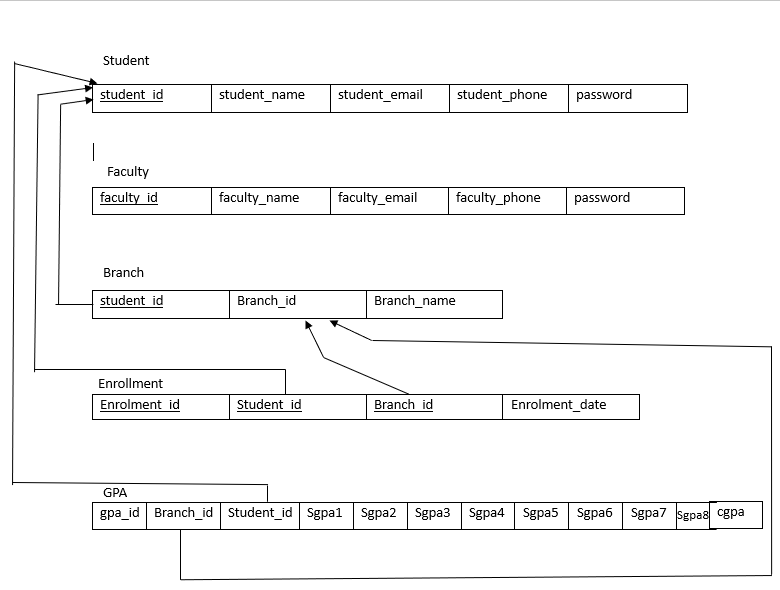 Student
student_id student_name student_email student_phone password
Faculty
faculty_id faculty_name faculty_email faculty_phone password
Branch
student_id Branch_id Branch_name
Enrollment
Enrolment_id Student_id Branch_id Enrolment_date
GPA
gpa_id Branch_id Student_id Sgpa1 Sgpa2 Sgpa3 Sgpa4 Sgpa5 Sgpa6 Sgpa7 Sgpa8 cgpa